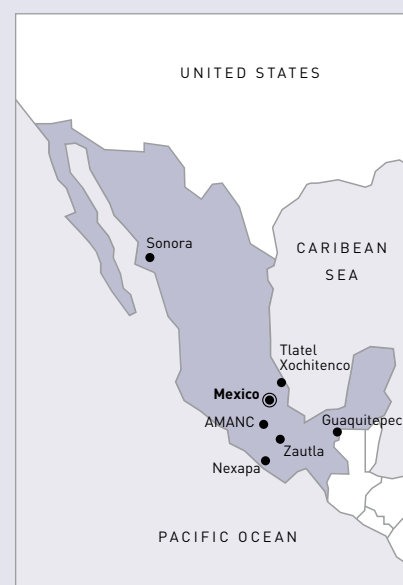 UNITED STATES
Sonora
CARIBEAN
SEA
Tlatel
Xochitenco
Mexico
AMANC
Guaquitepec
Zautla
Nexapa
PACIFIC OCEAN